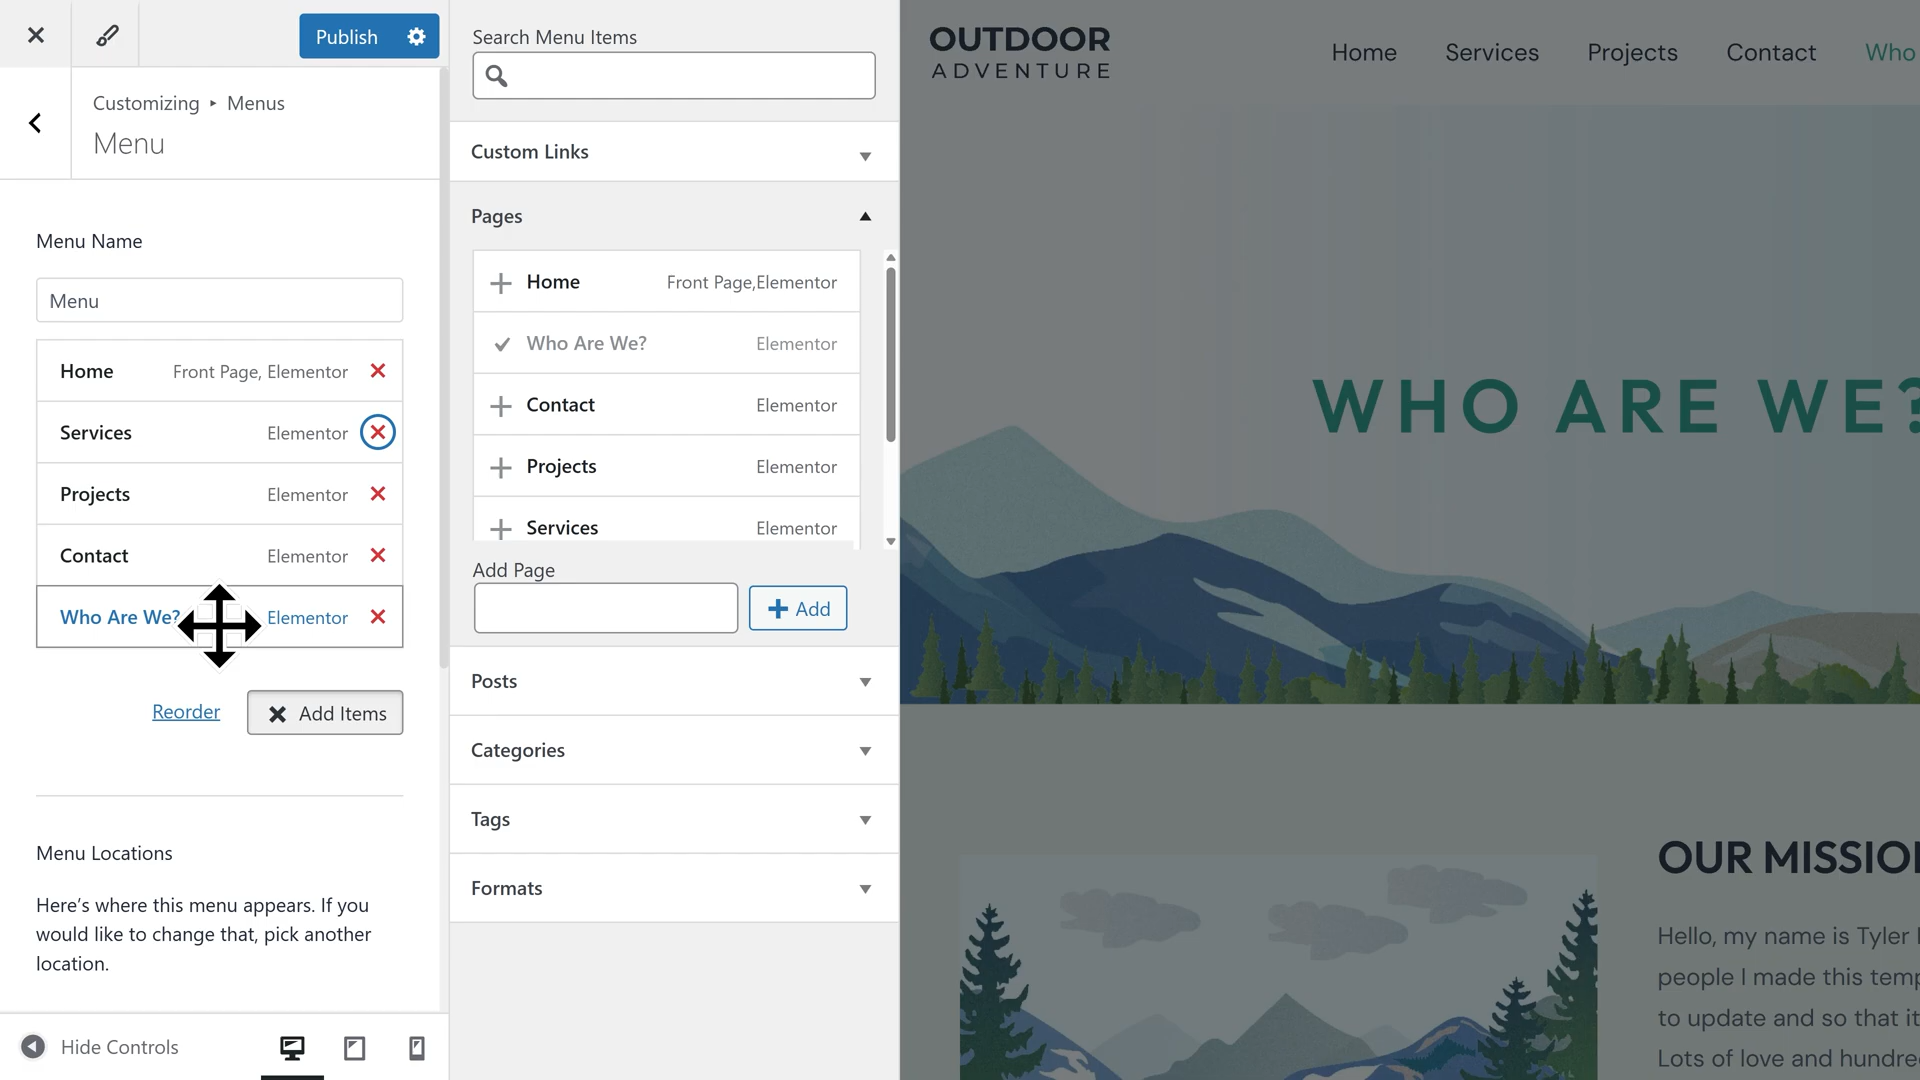 Publish
Customizing ▸ Menus
Menu
Menu Name
Menu
Home Front Page, Elementor
Services Elementor
Projects Elementor
Contact Elementor
Who Are We? Elementor
Reorder
Add Items
Menu Locations
Here’s where this menu appears. If you
would like to change that, pick another
location.
Hide Controls
Search Menu Items
Custom Links
Pages
Home Front Page,Elementor
Who Are We? Elementor
Contact Elementor
Projects Elementor
Services Elementor
Add Page
Add
Posts
Categories
Tags
Formats
OUTDOOR
ADVENTURE
Home Services Projects Contact Who
WHO ARE WE?
OUR MISSION
Hello, my name is Tyler
people I made this temp
to update and so that it
Lots of love and hundre